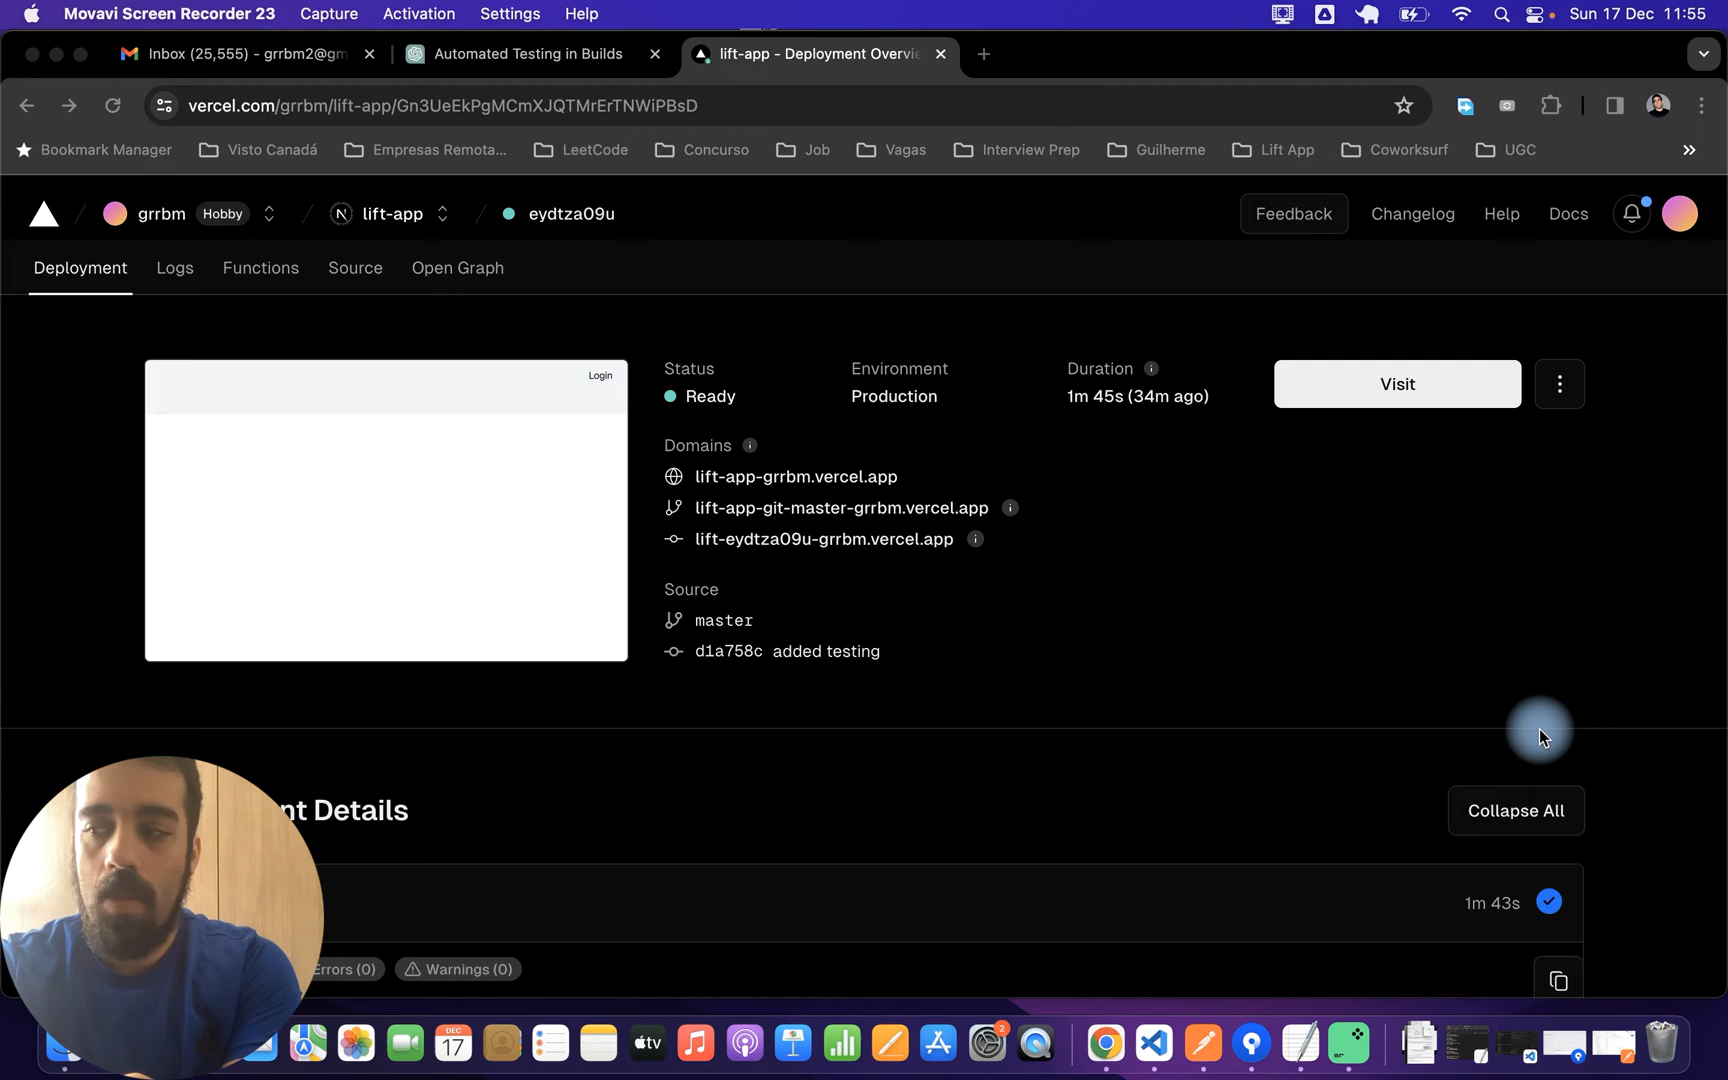 Movavi Screen Recorder 23 Capture Activation Settings Help Sun 17 Dec 11:55
Inbox (25,555) - grrbm2@gm Automated Testing in Builds lift-app - Deployment Overvie
vercel.com/grrbm/lift-app/Gn3UeEkPgMCmXJQTMrErTNWiPBsD
Bookmark Manager Visto Canadá Empresas Remota... LeetCode Concurso Job Vagas Interview Prep Guilherme Lift App Coworksurf UGC
grrbm Hobby lift-app eydtza09u Feedback Changelog Help Docs
Deployment Logs Functions Source Open Graph
Login
Status Environment Duration
Ready Production 1m 45s (34m ago)
Visit
Domains
lift-app-grrbm.vercel.app
lift-app-git-master-grrbm.vercel.app
lift-eydtza09u-grrbm.vercel.app
Source
master
d1a758c added testing
nt Details
Collapse All
1m 43s
Errors (0) Warnings (0)
DEC
17
tv
2
sr